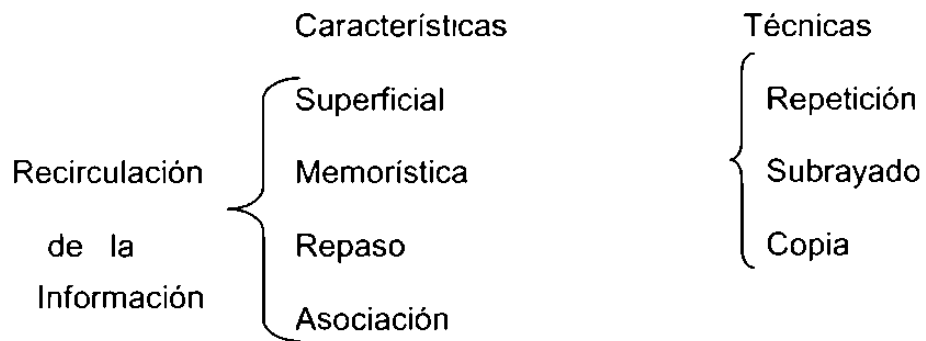 Características Técnicas
Superficial Repetición
Recirculación Memorística Subrayado
de la Repaso Copia
Información
Asociación